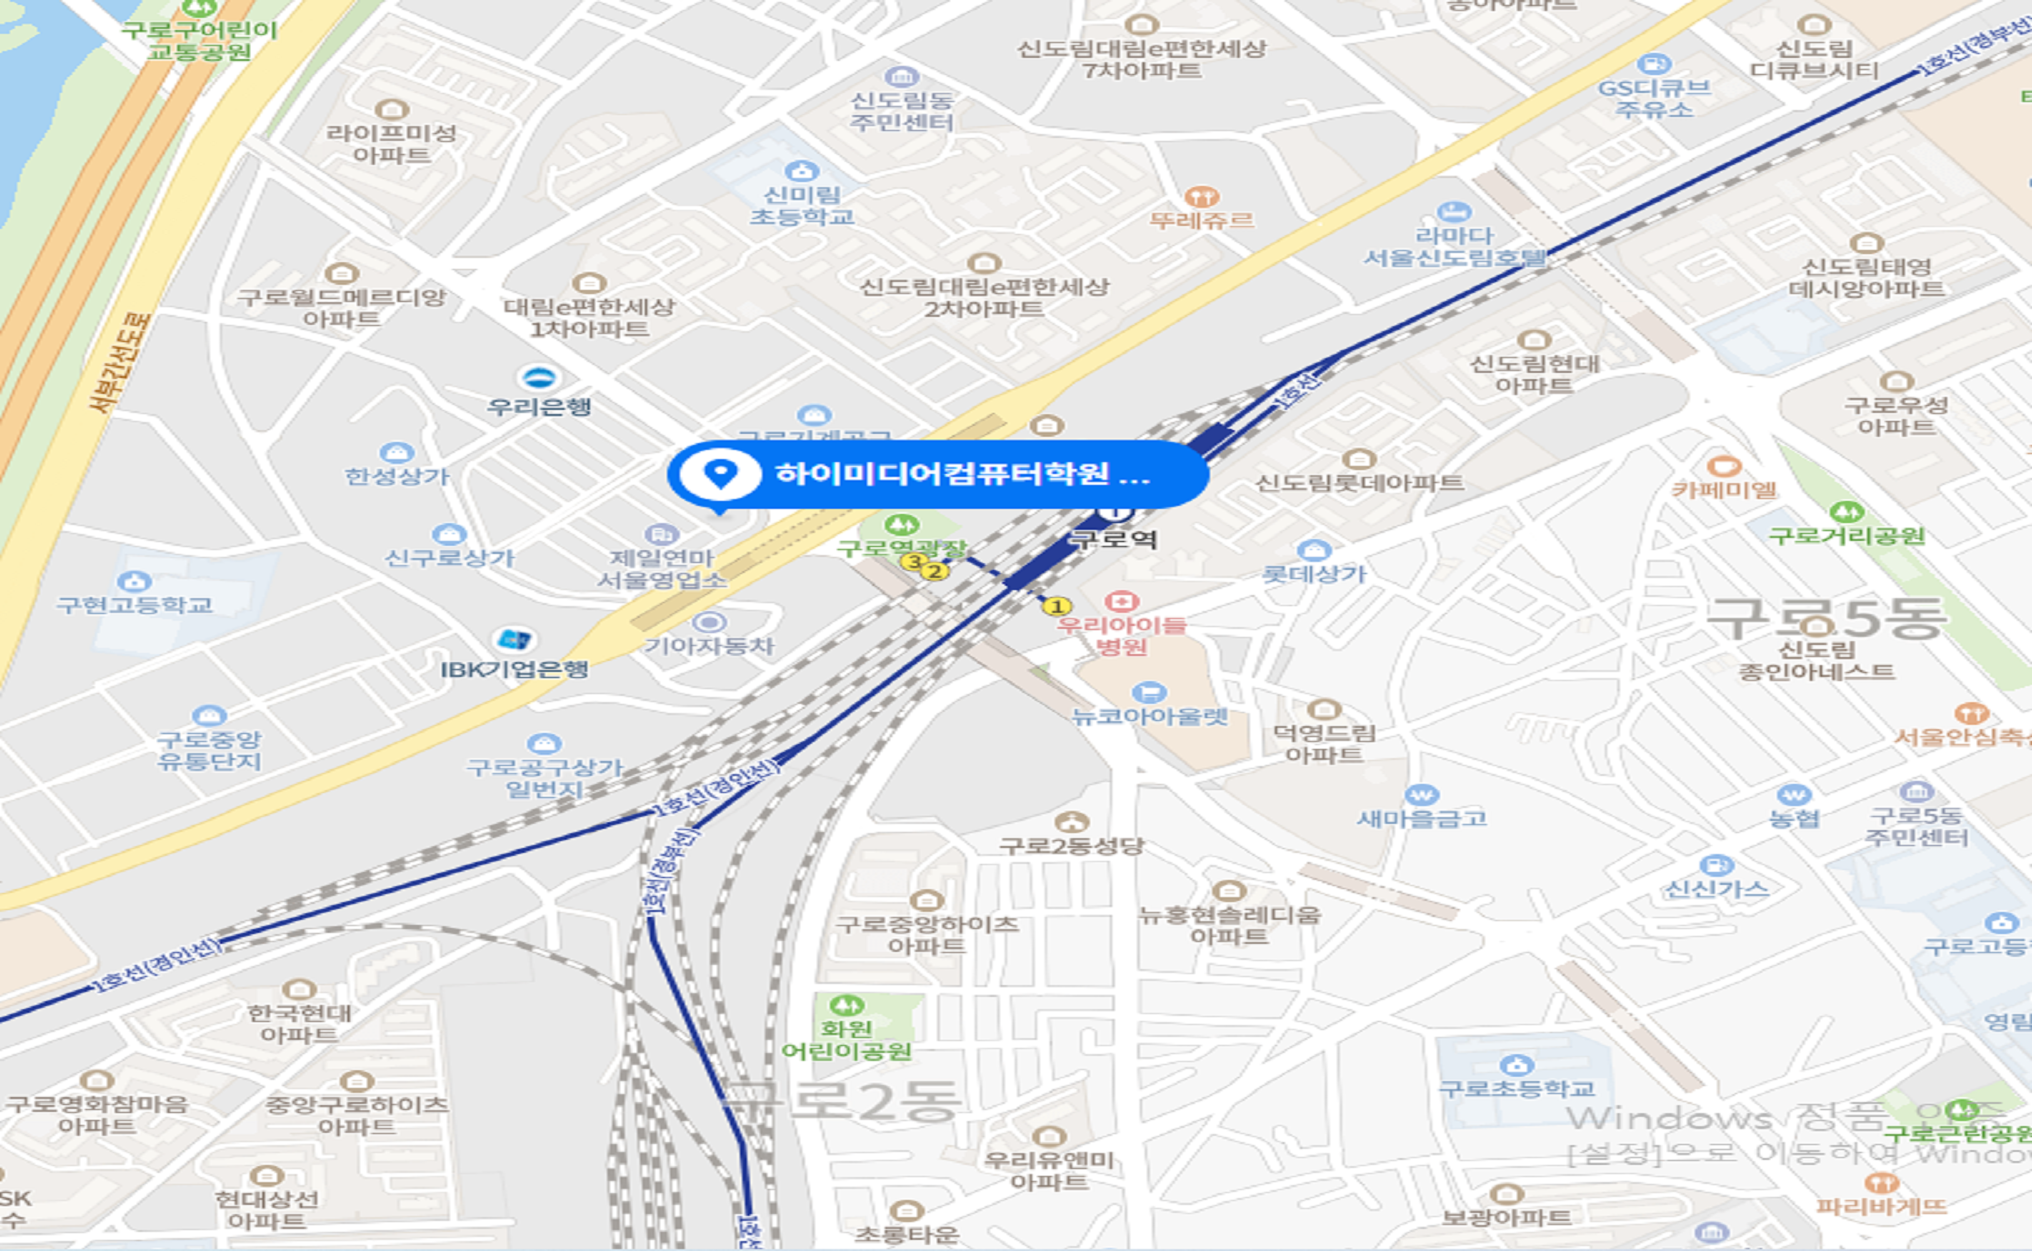 구로구어린이
교통공원
신도림대림e편한세상
7차아파트
신도림
디큐브시티
1호선(경부선)
GS디큐브
주유소
신도림동
주민센터
라이프미성
아파트
신미림
초등학교
뚜레쥬르
라마다
서울신도림호텔
신도림태영
데시앙아파트
구로월드메르디앙
아파트
대림e편한세상
1차아파트
신도림대림e편한세상
2차아파트
서부간선도로
우리은행
1호선
신도림현대
아파트
구로우성
아파트
한성상가
하이미디어컴퓨터학원 ...
신도림롯데아파트
카페미엘
구로거리공원
신구로상가
제일연마
서울영업소
구로역광장
3
2
1
구로역
롯데상가
구현고등학교
기아자동차
우리아이들
병원
구로5동
신도림
종인아네스트
IBK기업은행
뉴코아아울렛
덕영드림
아파트
서울안심축산
구로중앙
유통단지
구로공구상가
일번지
1호선(경인선)
새마을금고
농협
구로5동
주민센터
구로2동성당
1호선(경부선)
신신가스
구로중앙하이츠
아파트
뉴홍현솔레디움
아파트
구로고등
1호선(경인선)
한국현대
아파트
화원
어린이공원
영림
구로초등학교
구로영화참마음
아파트
중앙구로하이츠
아파트
구로2동
Windows 정품 인증
[설정]으로 이동하여 Window
구로근린공원
우리유앤미
아파트
SK
수
현대상선
아파트
파리바게뜨
보광아파트
초롱타운